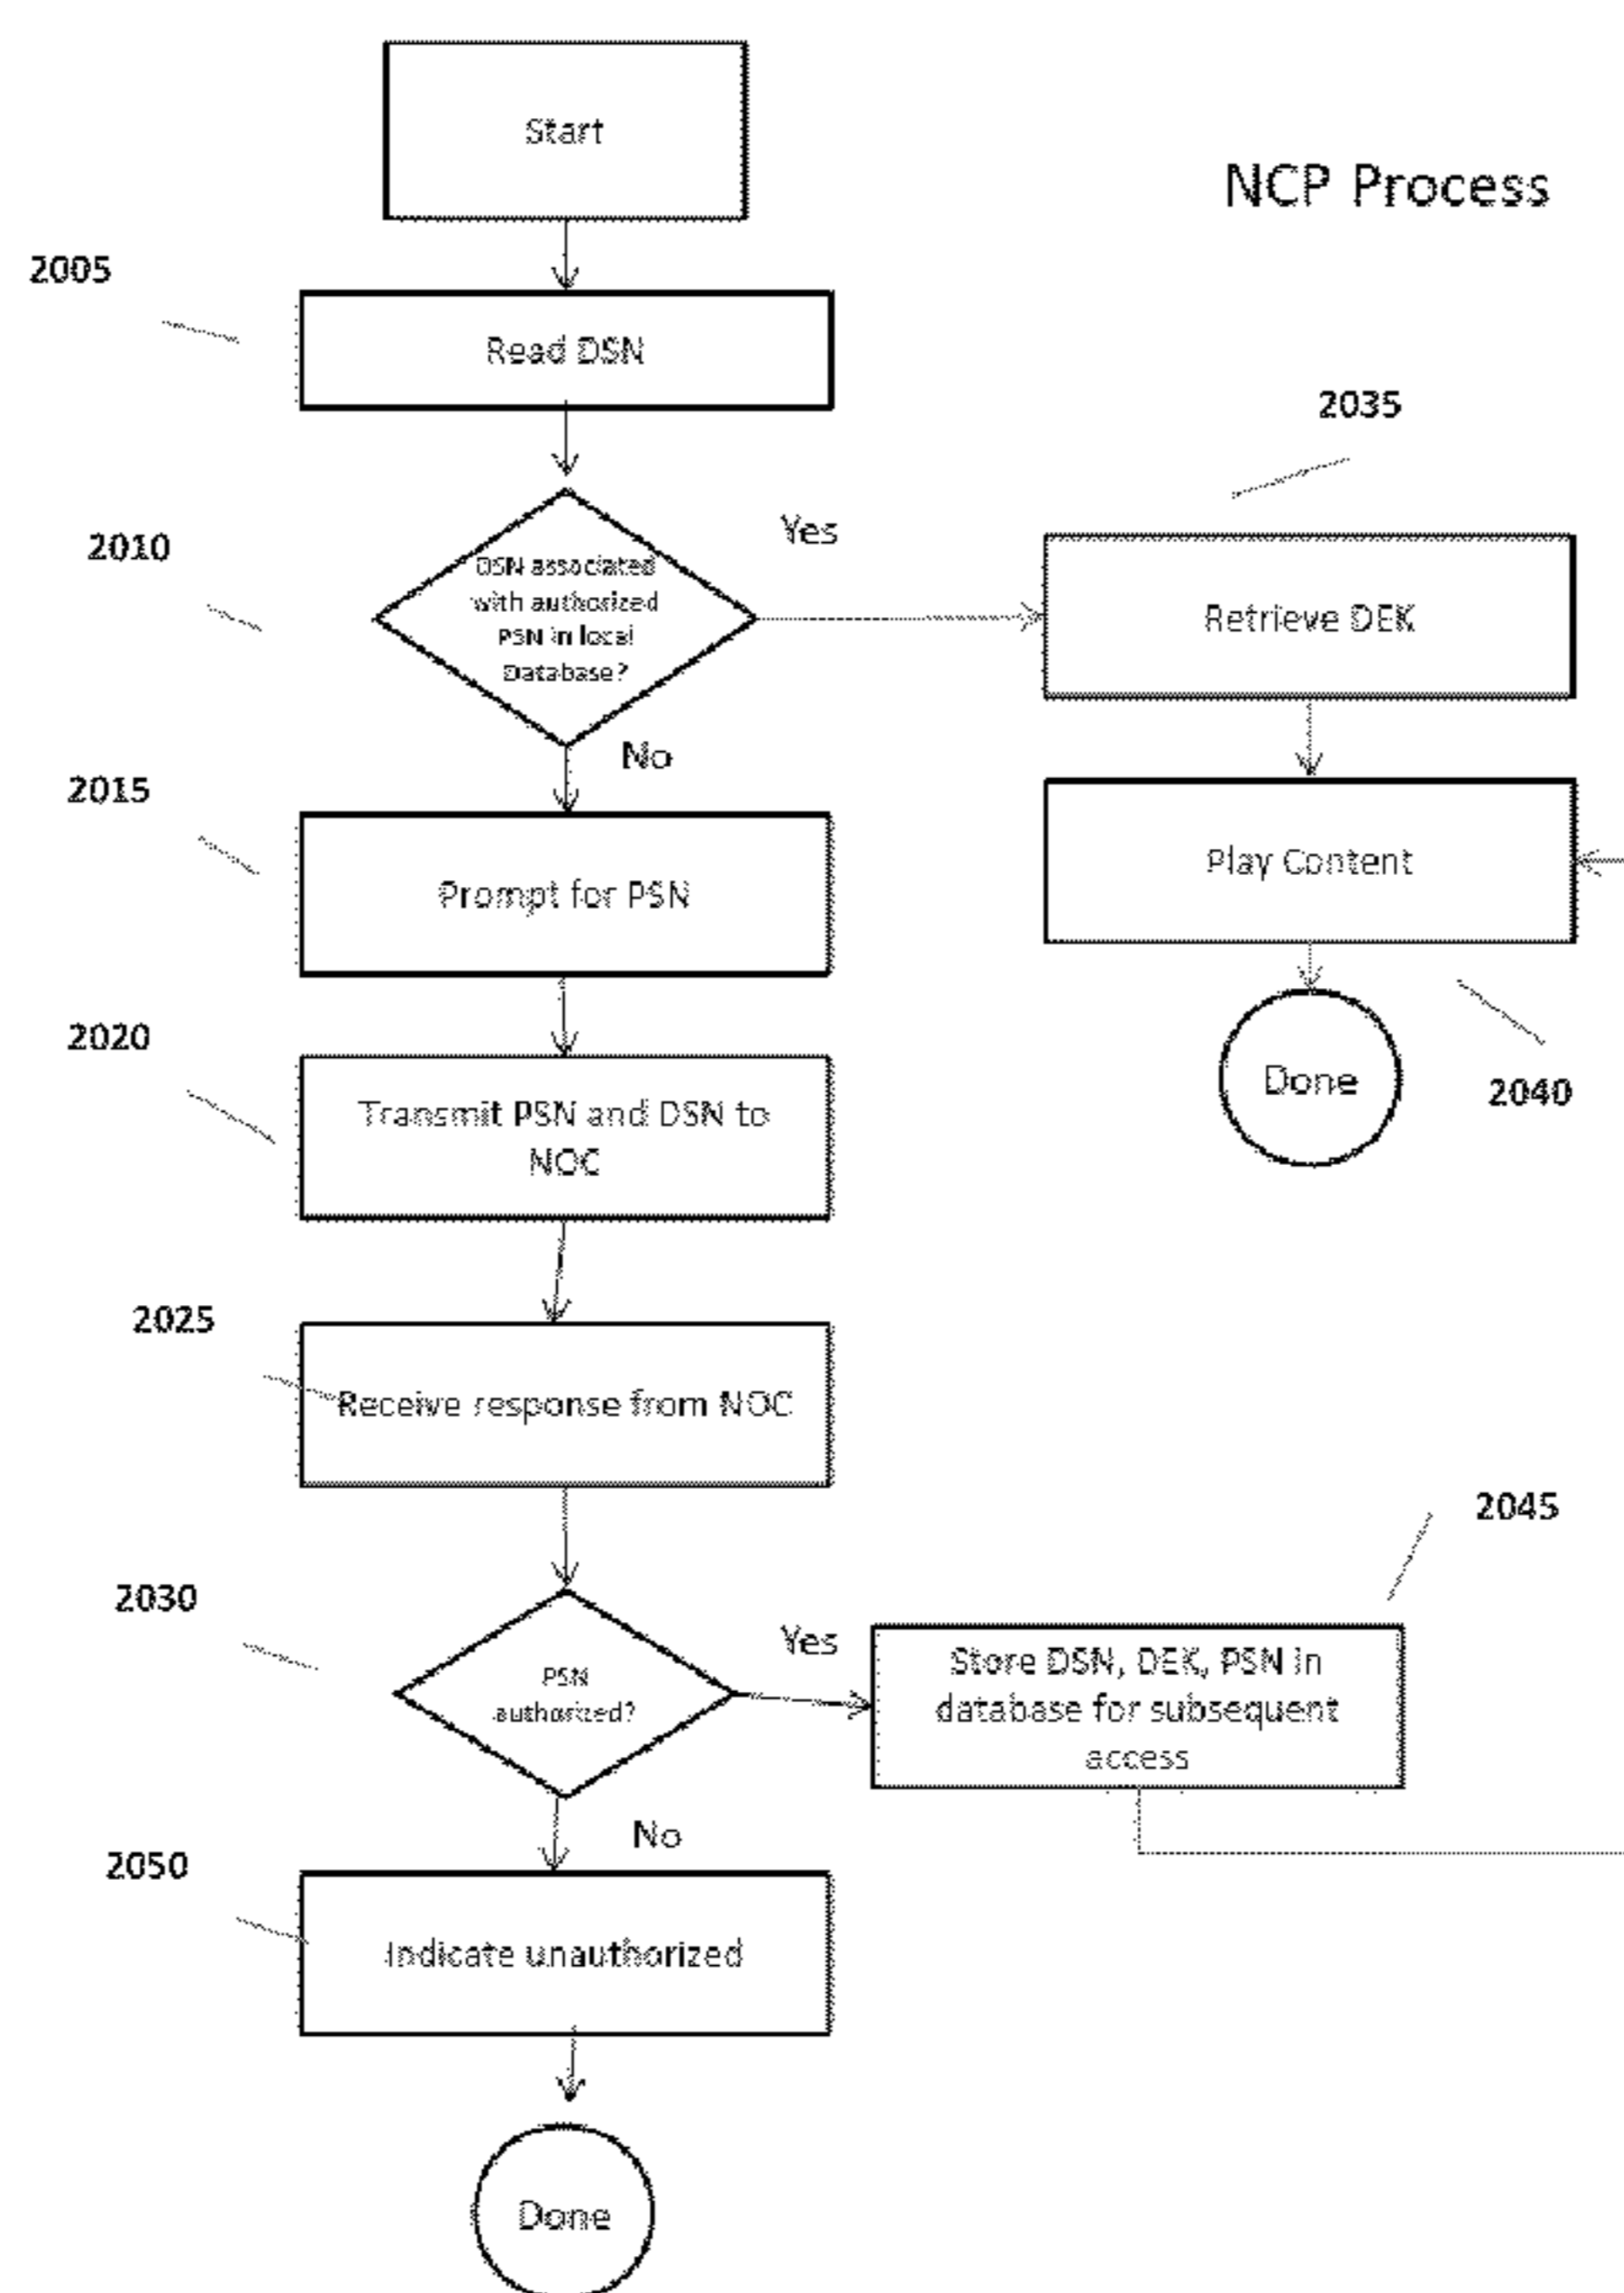 Start
NCP Process
2005
Read DSN
2035
2010
DSN associated
with authorized
PSN in local
Database?
Yes
Retrieve DEK
No
2015
Prompt for PSN
Play Content
2020
Transmit PSN and DSN to
NOC
Done
2040
2025
Receive response from NOC
2045
2030
PSN
authorized?
Yes
Store DSN, DEK, PSN in
database for subsequent
access
No
2050
Indicate unauthorized
Done